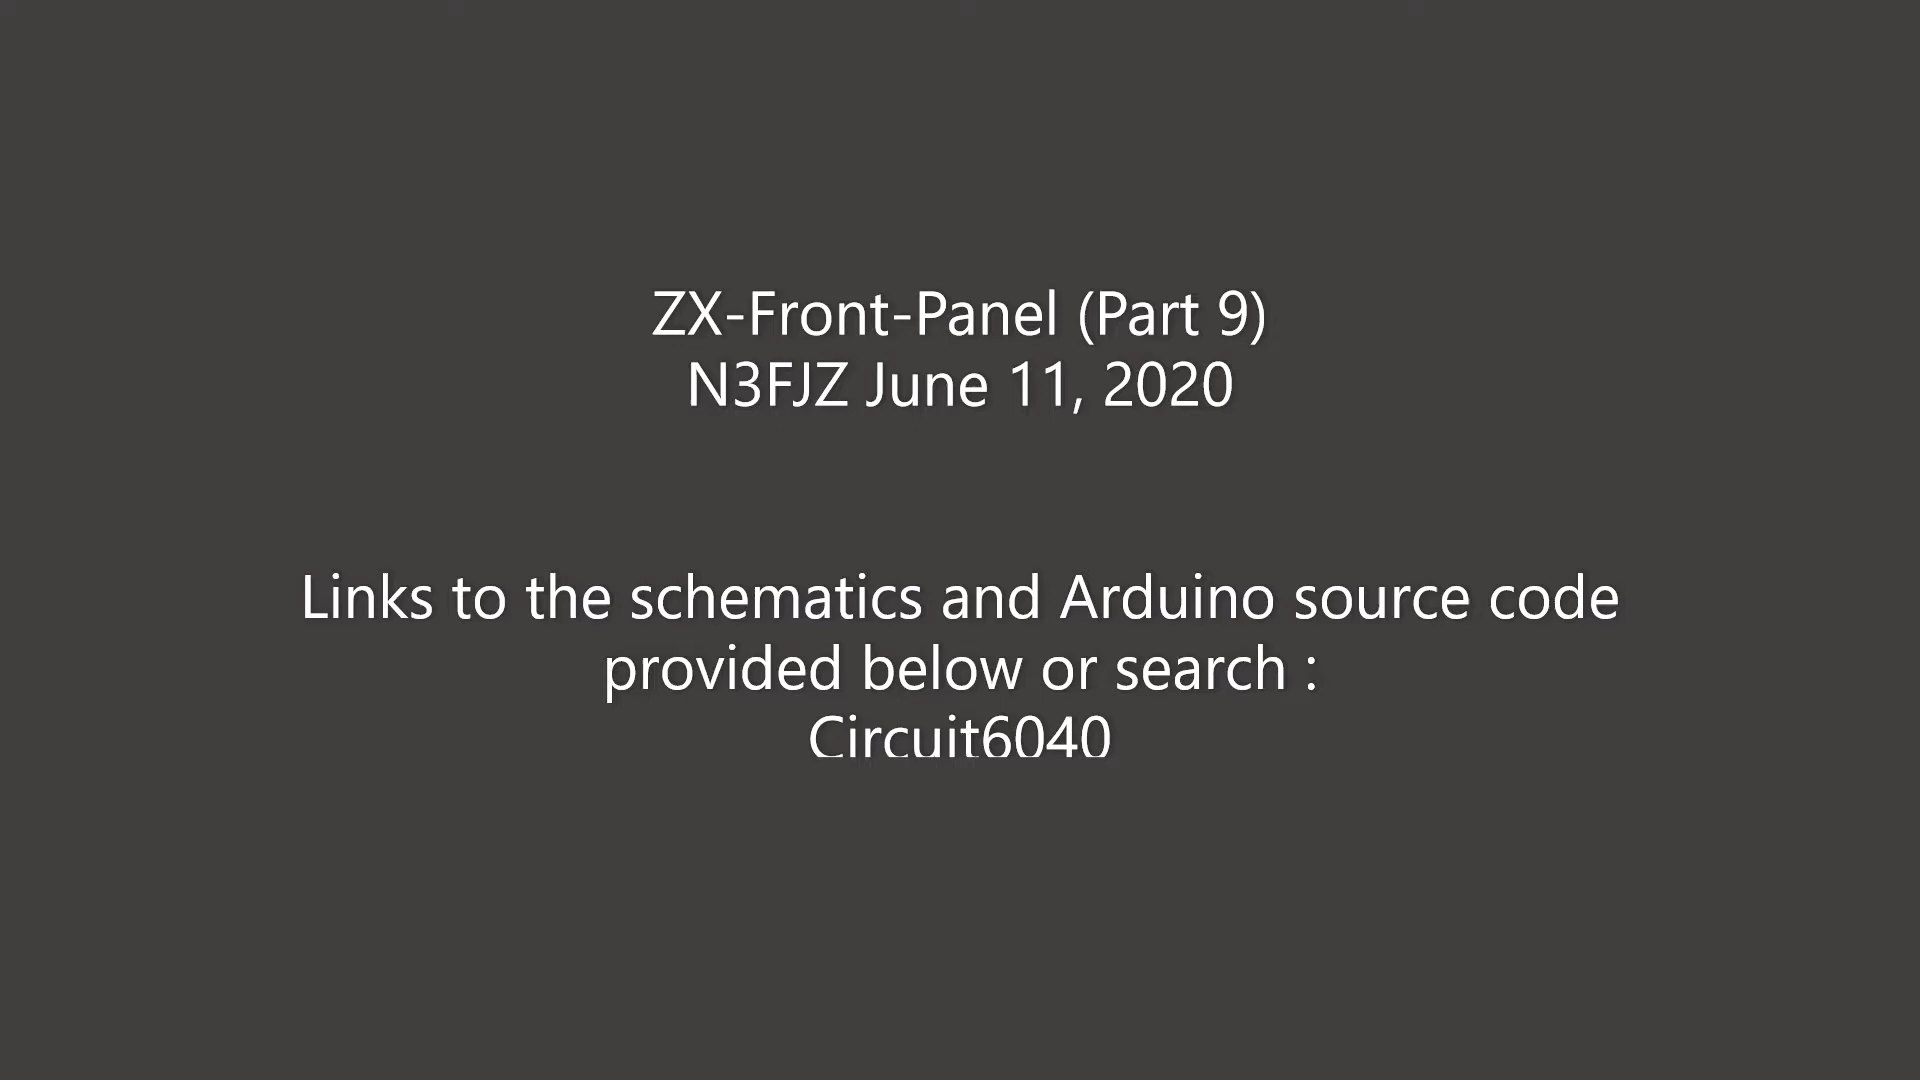 ZX-Front-Panel (Part 9)
N3FJZ June 11, 2020
Links to the schematics and Arduino source code
provided below or search :
Circuit6040